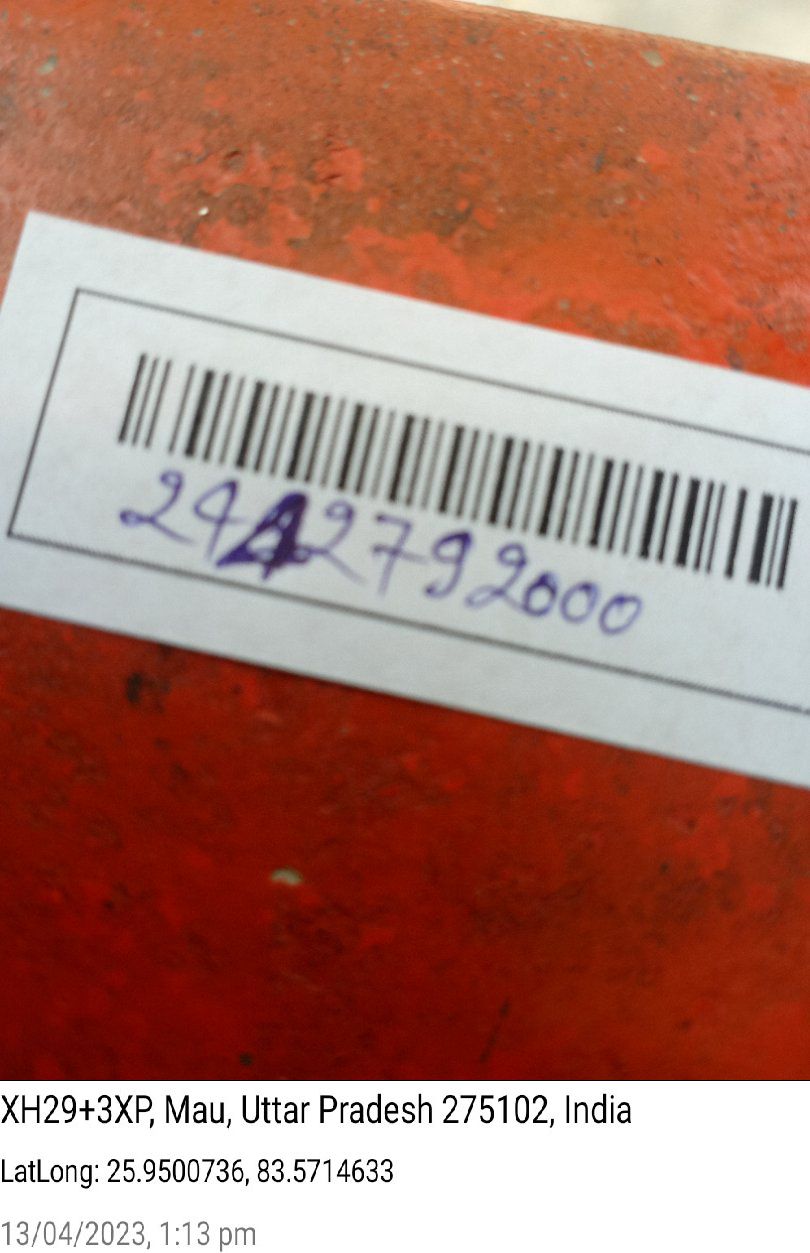 2442792000
XH29+3XP, Mau, Uttar Pradesh 275102, India
LatLong: 25.9500736, 83.5714633
13/04/2023, 1:13 pm